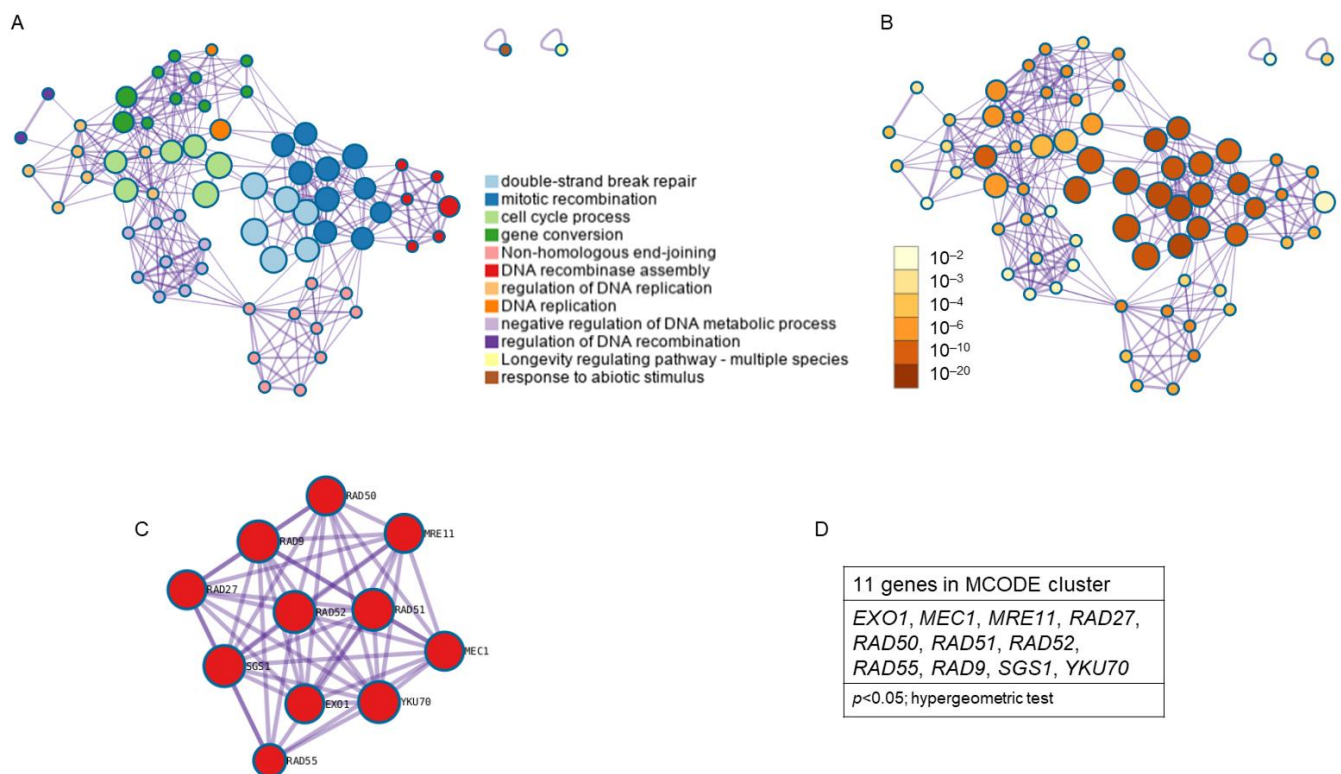 A
B
double-strand break repair
mitotic recombination
cell cycle process
gene conversion
Non-homologous end-joining
DNA recombinase assembly
regulation of DNA replication
DNA replication
negative regulation of DNA metabolic process
regulation of DNA recombination
Longevity regulating pathway - multiple species
response to abiotic stimulus
10⁻²
10⁻³
10⁻⁴
10⁻⁶
10⁻¹⁰
10⁻²⁰
C
RAD50
RAD9
MRE11
RAD27
RAD52
RAD51
MEC1
SGS1
EXO1
YKU70
RAD55
D
11 genes in MCODE cluster
EXO1, MEC1, MRE11, RAD27,
RAD50, RAD51, RAD52,
RAD55, RAD9, SGS1, YKU70
p<0.05; hypergeometric test